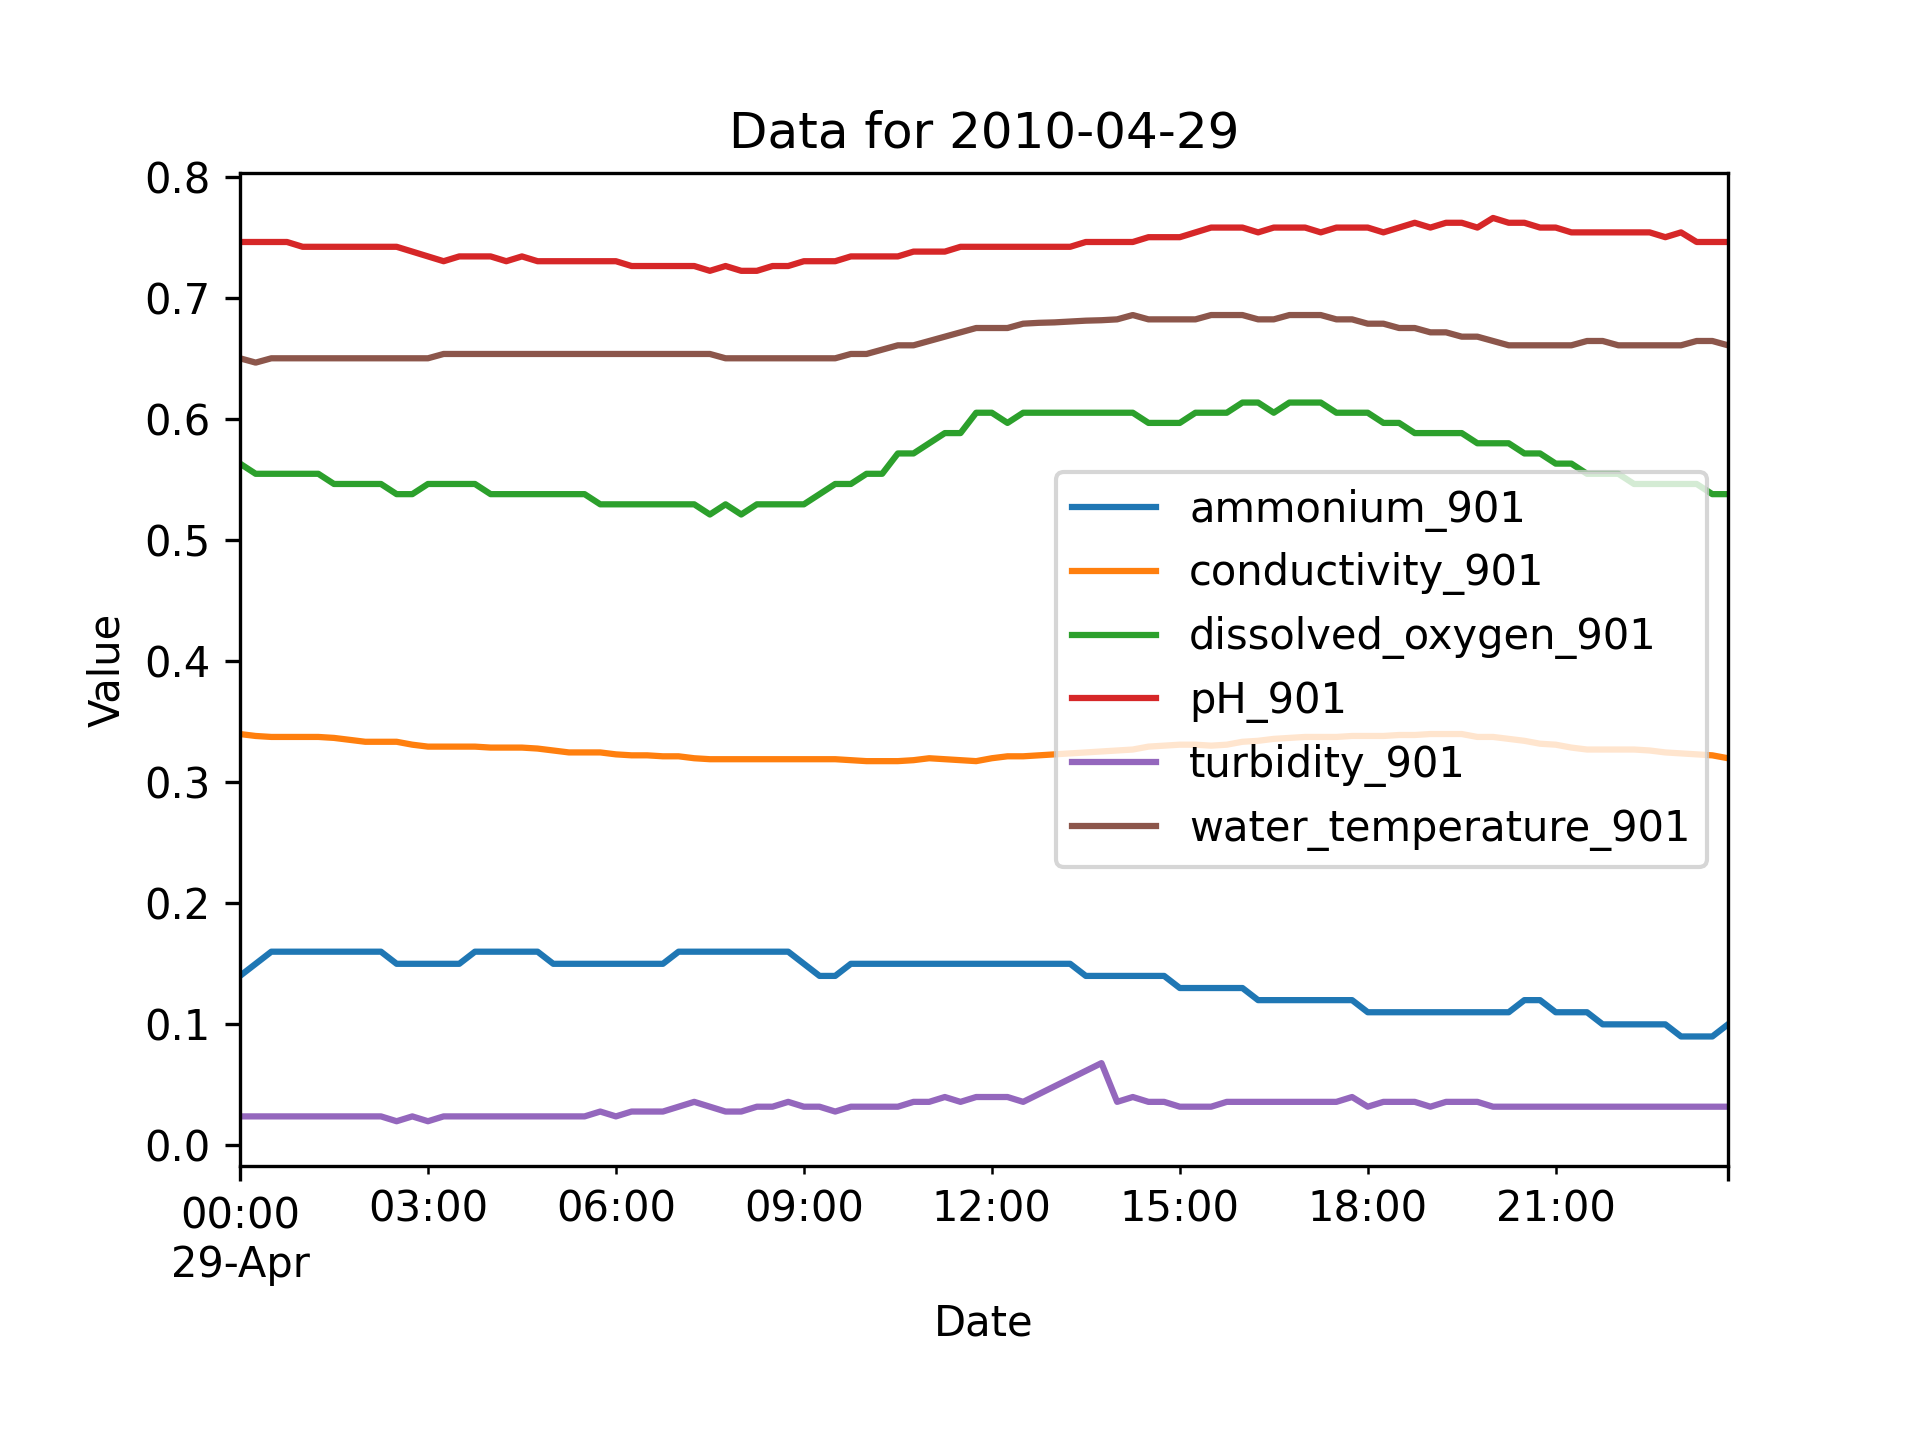 Data for 2010-04-29
0.8
0.7
0.6
0.5
0.4
0.3
0.2
0.1
0.0
Value
ammonium_901
conductivity_901
dissolved_oxygen_901
pH_901
turbidity_901
water_temperature_901
00:00 03:00 06:00 09:00 12:00 15:00 18:00 21:00
29-Apr
Date